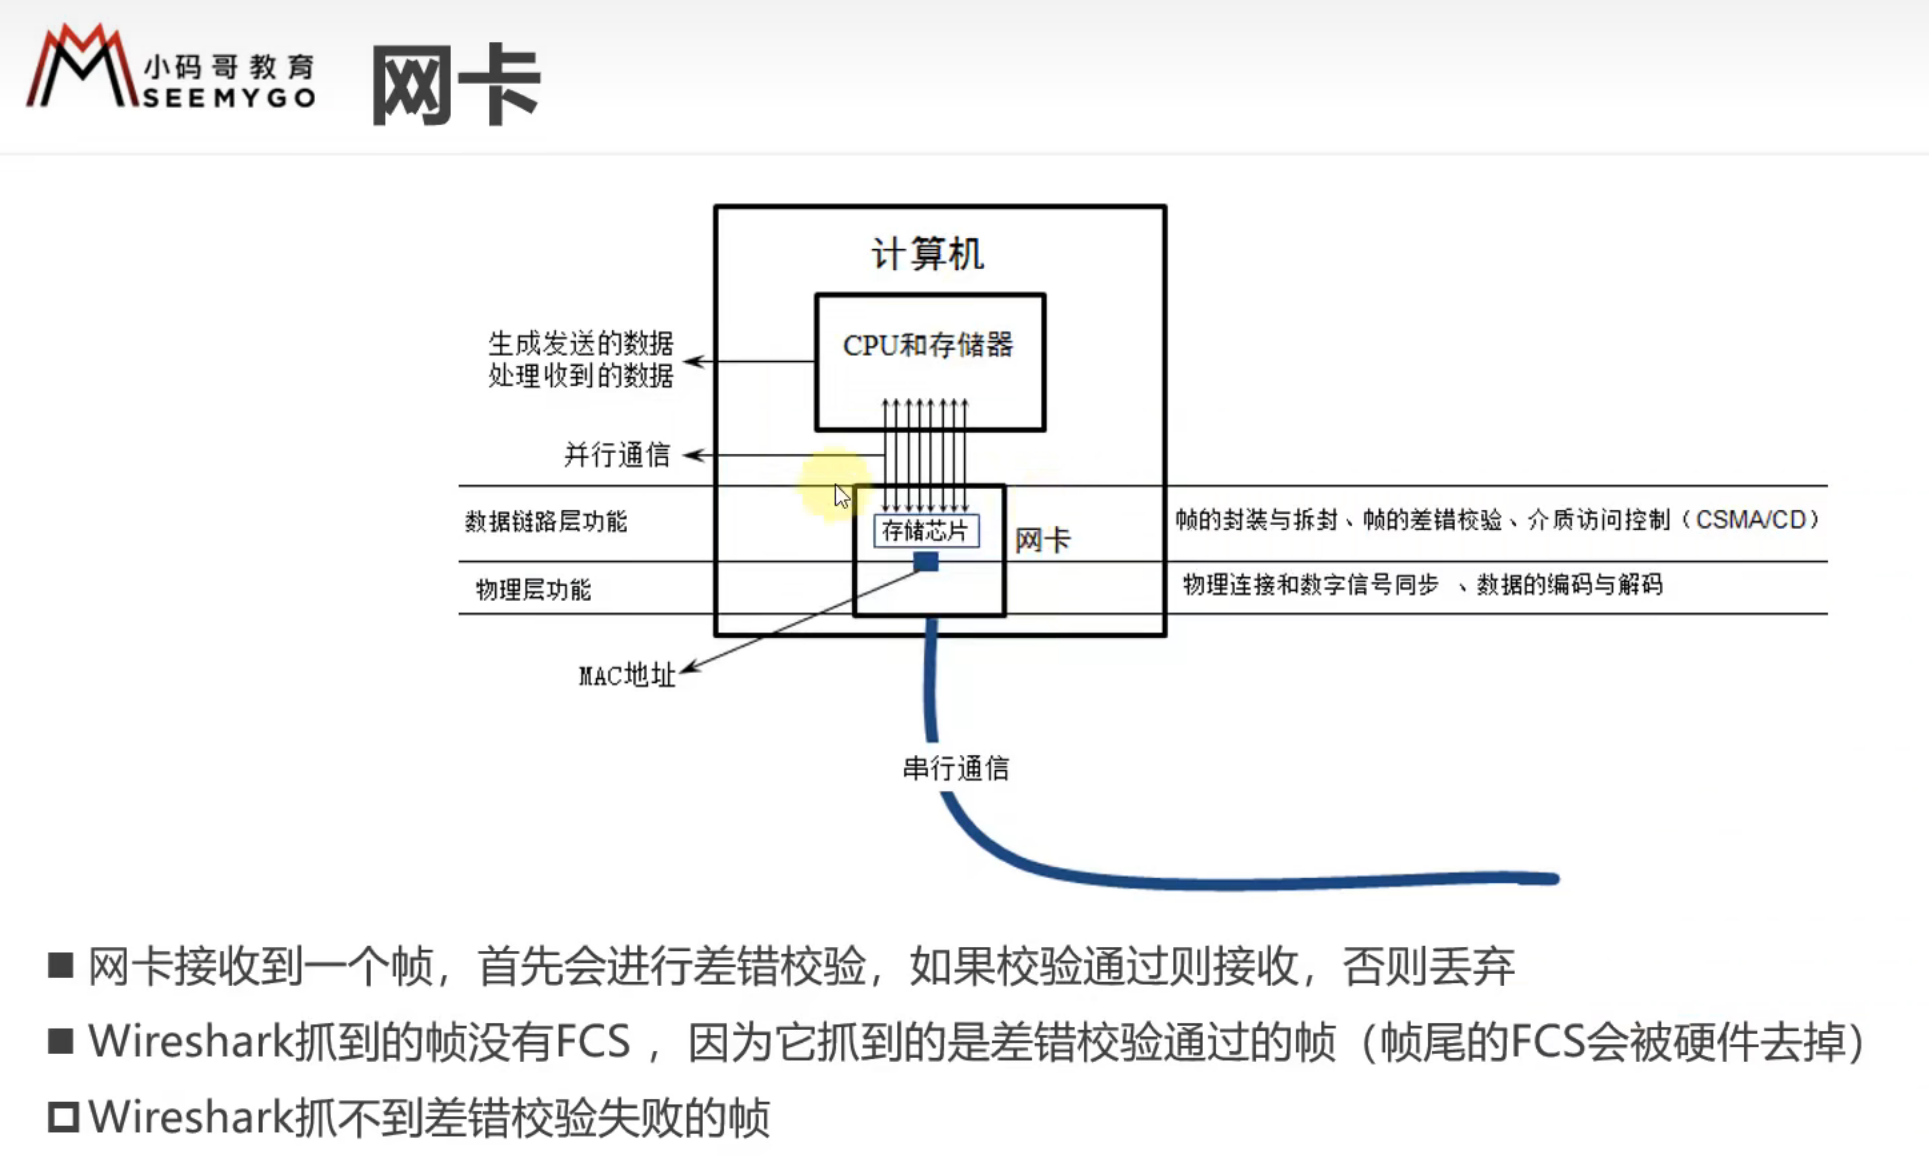 小码哥教育
SEEMYGO
网卡
计算机
CPU和存储器
生成发送的数据
处理收到的数据
并行通信
数据链路层功能
存储芯片
网卡
帧的封装与拆封、帧的差错校验、介质访问控制（CSMA/CD）
物理层功能
物理连接和数字信号同步 、数据的编码与解码
MAC地址
串行通信
■ 网卡接收到一个帧，首先会进行差错校验，如果校验通过则接收，否则丢弃
■ Wireshark抓到的帧没有FCS ，因为它抓到的是差错校验通过的帧（帧尾的FCS会被硬件去掉）
□ Wireshark抓不到差错校验失败的帧